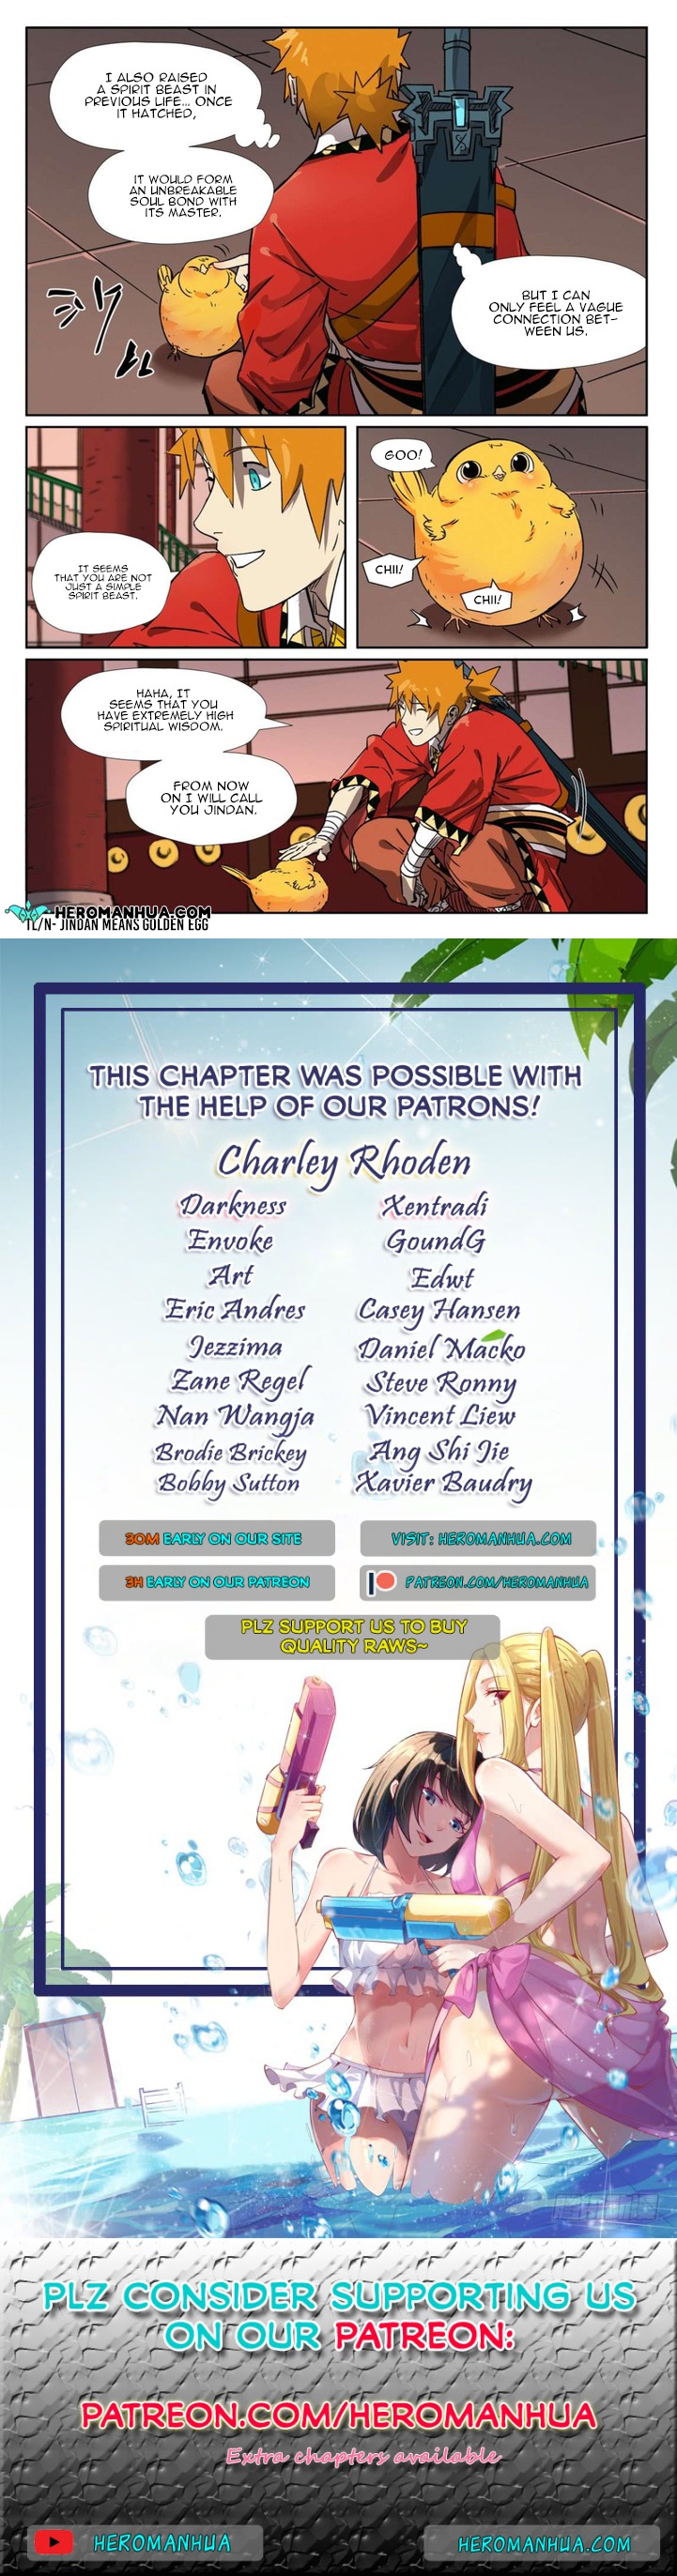 I ALSO RAISED
A SPIRIT BEAST IN
PREVIOUS LIFE... ONCE
IT HATCHED,
IT WOULD FORM
AN UNBREAKABLE
SOUL BOND WITH
ITS MASTER.
BUT I CAN
ONLY FEEL A VAGUE
CONNECTION BET-
WEEN US.
IT SEEMS
THAT YOU ARE NOT
JUST A SIMPLE
SPIRIT BEAST.
GOO!
CHII!
CHII!
HAHA, IT
SEEMS THAT YOU
HAVE EXTREMELY HIGH
SPIRITUAL WISDOM.
FROM NOW
ON I WILL CALL
YOU JINDAN.
HEROMANHUA.COM
TL/N- JINDAN MEANS GOLDEN EGG
THIS CHAPTER WAS POSSIBLE WITH
THE HELP OF OUR PATRONS!
Charley Rhoden
Darkness Xentradi
Envoke GoundG
Art Edwt
Eric Andres Casey Hansen
Jezzima Daniel Macko
Zane Regel Steve Ronny
Nan Wangja Vincent Liew
Brodie Brickey Ang Shi Jie
Bobby Sutton Xavier Baudry
30M EARLY ON OUR SITE
VISIT: HEROMANHUA.COM
3H EARLY ON OUR PATREON
PATREON.COM/HEROMANHUA
PLZ SUPPORT US TO BUY
QUALITY RAWS~
PLZ CONSIDER SUPPORTING US
ON OUR PATREON:
PATREON.COM/HEROMANHUA
Extra chapters available
HEROMANHUA
HEROMANHUA.COM